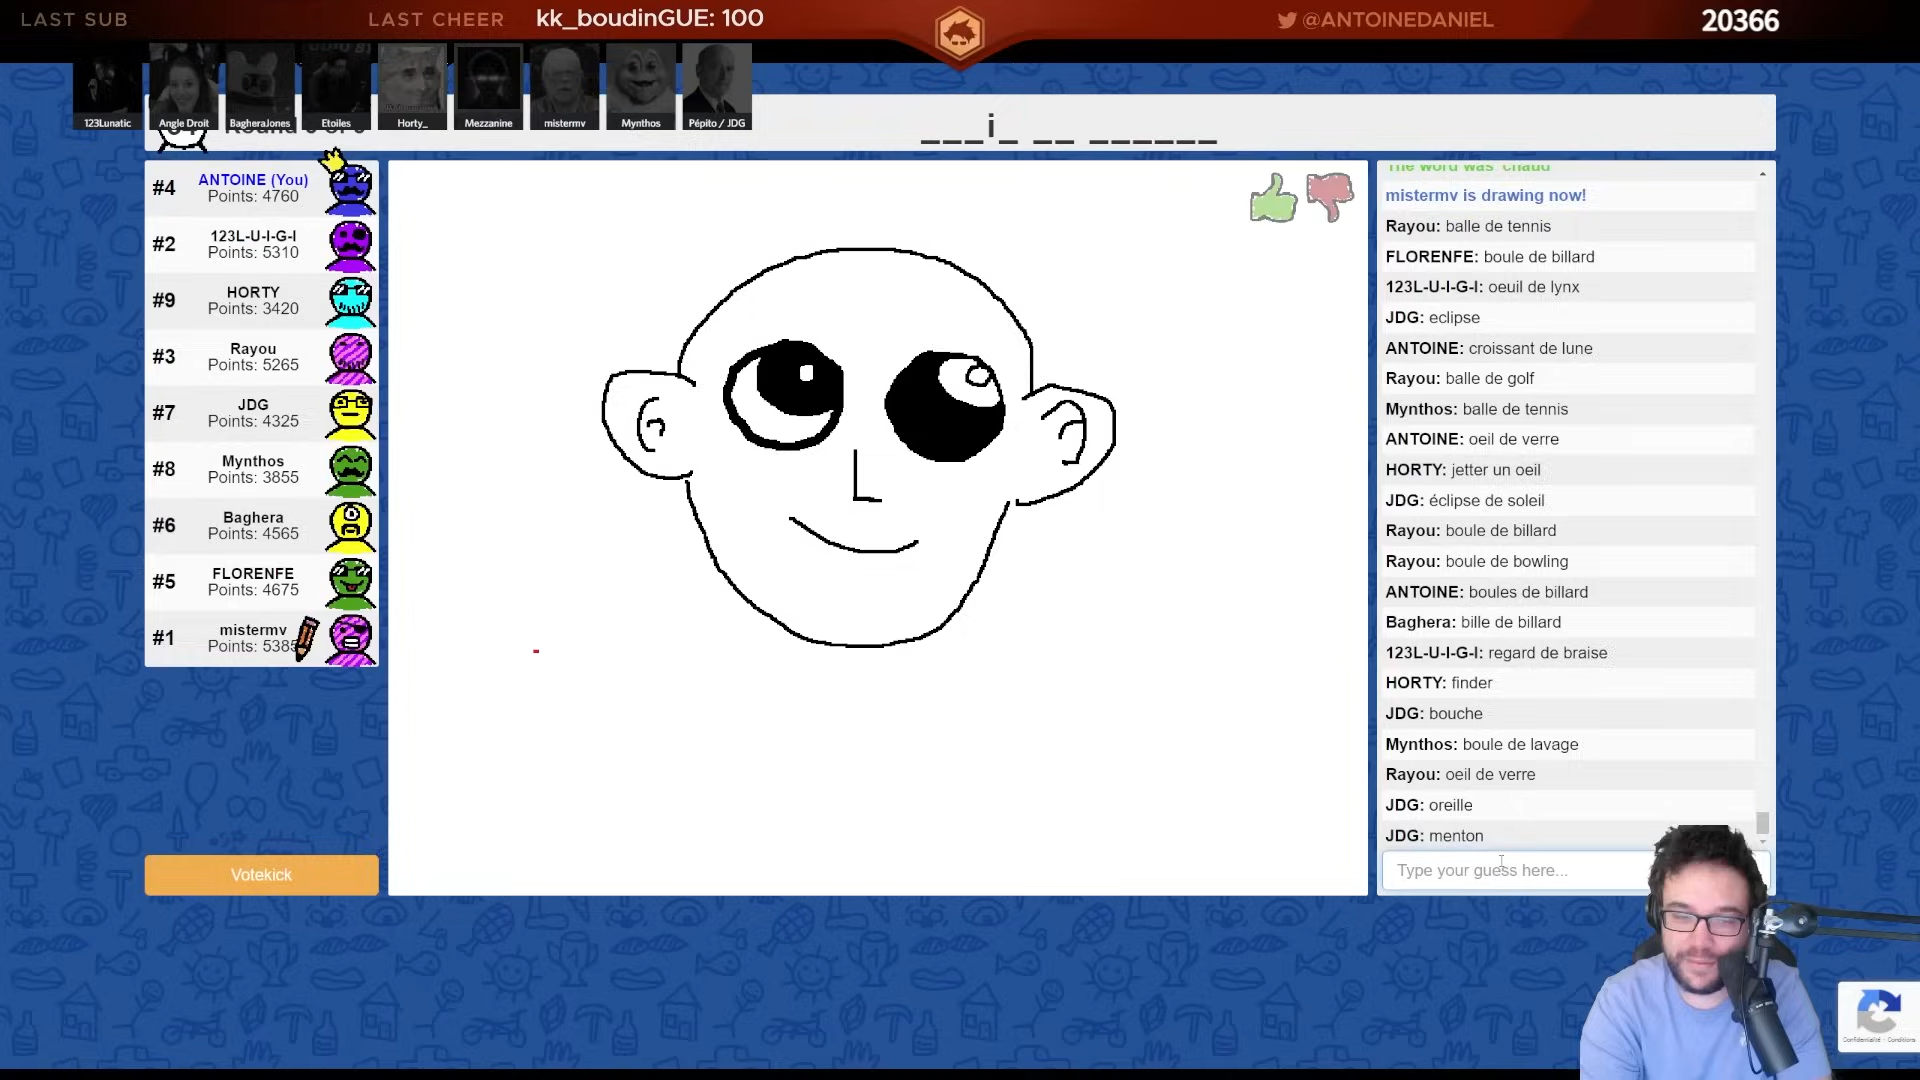 LAST SUB
LAST CHEER
kk_boudinGUE: 100
@ANTOINEDANIEL
20366
123Lunatic
Angle Droit
BagheraJones
Etoiles
Horty_
Mezzanine
mistermv
Mynthos
Pépito / JDG
_ _ _ i _ _ _ _ _ _ _ _ _
#4
ANTOINE (You)
Points: 4760
#2
123L-U-I-G-I
Points: 5310
#9
HORTY
Points: 3420
#3
Rayou
Points: 5265
#7
JDG
Points: 4325
#8
Mynthos
Points: 3855
#6
Baghera
Points: 4565
#5
FLORENFE
Points: 4675
#1
mistermv
Points: 5385
Votekick
The word was 'chaud'
mistermv is drawing now!
Rayou: balle de tennis
FLORENFE: boule de billard
123L-U-I-G-I: oeuil de lynx
JDG: eclipse
ANTOINE: croissant de lune
Rayou: balle de golf
Mynthos: balle de tennis
ANTOINE: oeil de verre
HORTY: jetter un oeil
JDG: éclipse de soleil
Rayou: boule de billard
Rayou: boule de bowling
ANTOINE: boules de billard
Baghera: bille de billard
123L-U-I-G-I: regard de braise
HORTY: finder
JDG: bouche
Mynthos: boule de lavage
Rayou: oeil de verre
JDG: oreille
JDG: menton
Type your guess here...